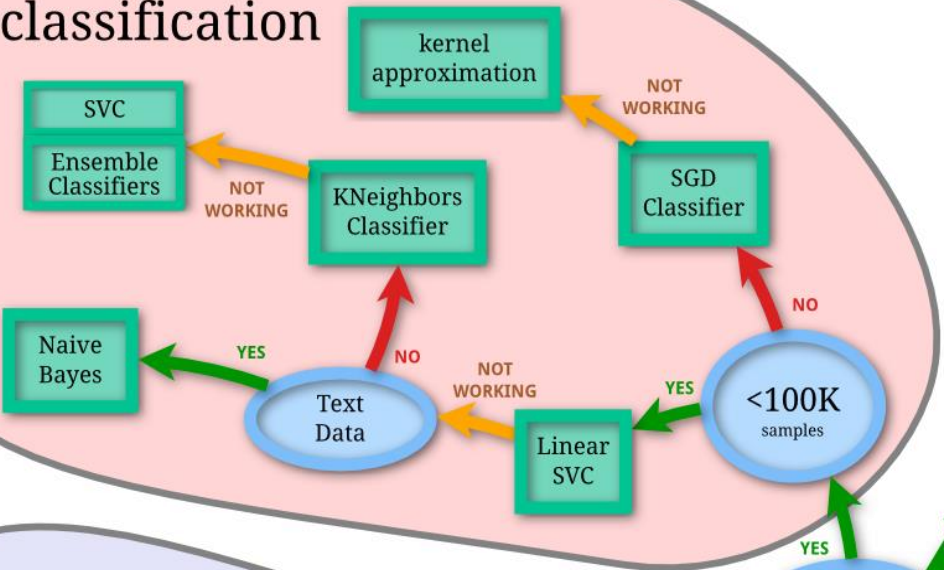 classification
kernel
approximation
NOT
WORKING
SVC
Ensemble
Classifiers
NOT
WORKING
KNeighbors
Classifier
SGD
Classifier
NO
Naive
Bayes
YES
NO
Text
Data
NOT
WORKING
Linear
SVC
YES
<100K
samples
YES